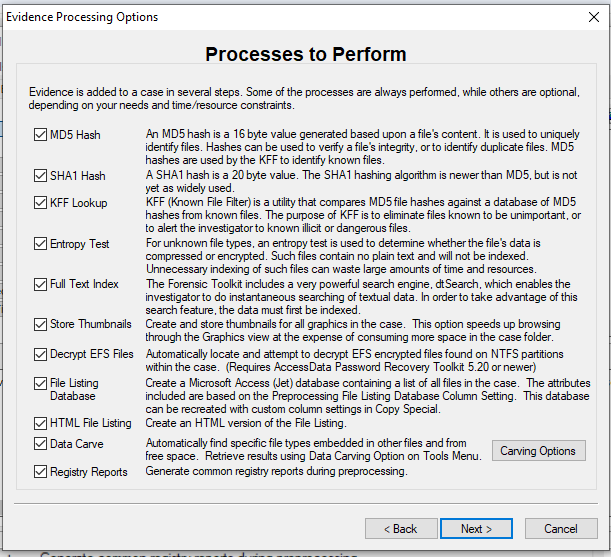 Evidence Processing Options
Processes to Perform
Evidence is added to a case in several steps. Some of the processes are always performed, while others are optional,
depending on your needs and time/resource constraints.
MD5 Hash
An MD5 hash is a 16 byte value generated based upon a file's content. It is used to uniquely
identify files. Hashes can be used to verify a file's integrity, or to identify duplicate files. MD5
hashes are used by the KFF to identify known files.
SHA1 Hash
A SHA1 hash is a 20 byte value. The SHA1 hashing algorithm is newer than MD5, but is not
yet as widely used.
KFF Lookup
KFF (Known File Filter) is a utility that compares MD5 file hashes against a database of MD5
hashes from known files. The purpose of KFF is to eliminate files known to be unimportant, or
to alert the investigator to known illicit or dangerous files.
Entropy Test
For unknown file types, an entropy test is used to determine whether the file's data is
compressed or encrypted. Such files contain no plain text and will not be indexed.
Unnecessary indexing of such files can waste large amounts of time and resources.
Full Text Index
The Forensic Toolkit includes a very powerful search engine, dtSearch, which enables the
investigator to do instantaneous searching of textual data. In order to take advantage of this
search feature, the data must first be indexed.
Store Thumbnails
Create and store thumbnails for all graphics in the case. This option speeds up browsing
through the Graphics view at the expense of consuming more space in the case folder.
Decrypt EFS Files
Automatically locate and attempt to decrypt EFS encrypted files found on NTFS partitions
within the case. (Requires AccessData Password Recovery Toolkit 5.20 or newer)
File Listing
Database
Create a Microsoft Access (Jet) database containing a list of all files in the case. The attributes
included are based on the Preprocessing File Listing Database Column Setting. This database
can be recreated with custom column settings in Copy Special.
HTML File Listing
Create an HTML version of the File Listing.
Data Carve
Automatically find specific file types embedded in other files and from
free space. Retrieve results using Data Carving Option on Tools Menu.
Carving Options
Registry Reports
Generate common registry reports during preprocessing.
< Back
Next >
Cancel